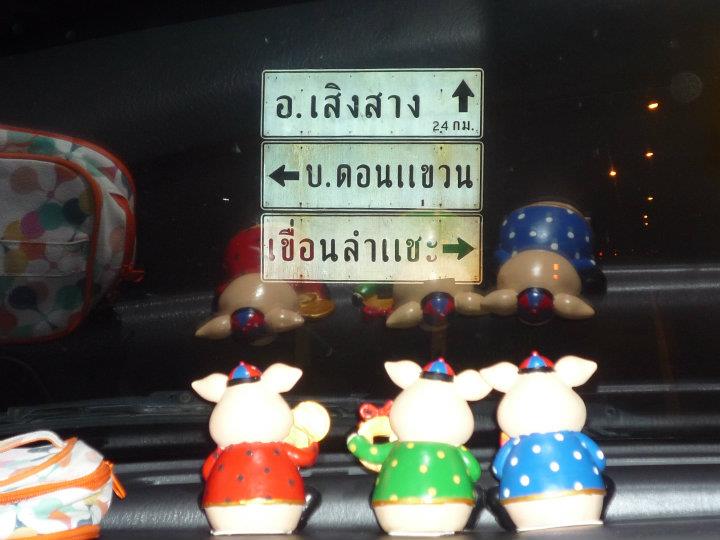 อ.เสิงสาง
24 กม.
บ.ดอนแขวน
เขื่อนลำแชะ